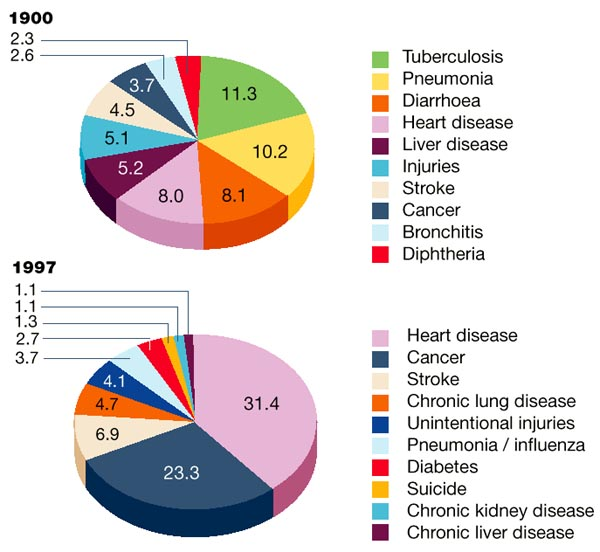 1900
2.3
2.6
3.7
4.5
5.1
5.2
8.0
8.1
10.2
11.3
Tuberculosis
Pneumonia
Diarrhoea
Heart disease
Liver disease
Injuries
Stroke
Cancer
Bronchitis
Diphtheria
1997
1.1
1.1
1.3
2.7
3.7
4.1
4.7
6.9
23.3
31.4
Heart disease
Cancer
Stroke
Chronic lung disease
Unintentional injuries
Pneumonia / influenza
Diabetes
Suicide
Chronic kidney disease
Chronic liver disease